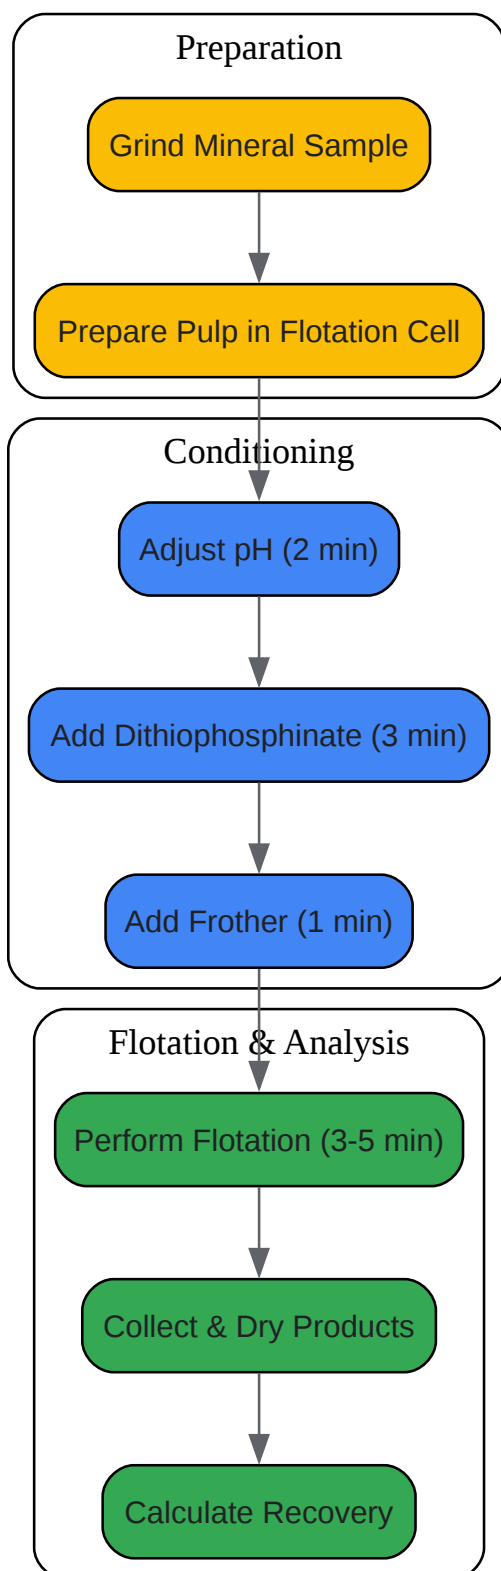 Preparation
Grind Mineral Sample
Prepare Pulp in Flotation Cell
Conditioning
Adjust pH (2 min)
Add Dithiophosphinate (3 min)
Add Frother (1 min)
Flotation & Analysis
Perform Flotation (3-5 min)
Collect & Dry Products
Calculate Recovery